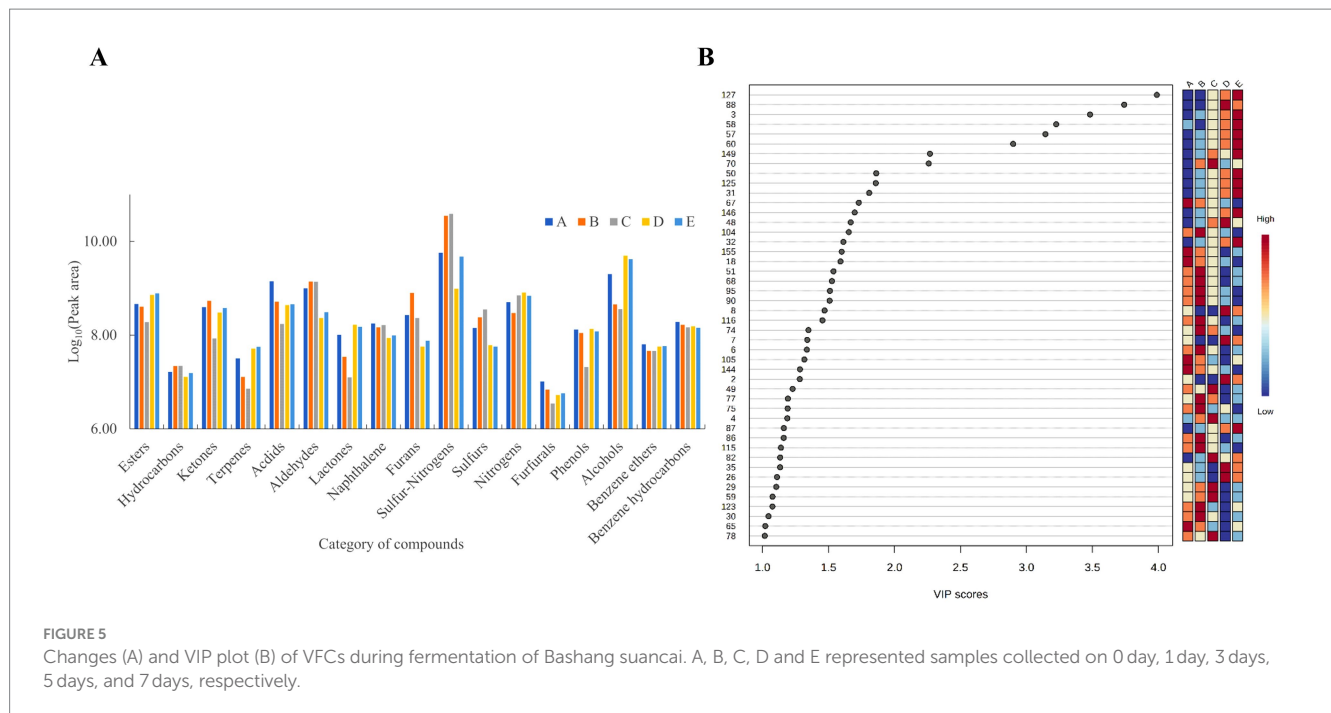 A
B
A B C D E
10.00
8.00
6.00
Log10(Peak area)
A B C D E
Esters
Hydrocarbons
Ketones
Terpenes
Acdids
Aldehydes
Lactones
Naphthalene
Furans
Sulfur-Nitrogens
Sulfurs
Nitrogens
Furfurals
Phenols
Alcohols
Benzene ethers
Benzene hydrocarbons
Category of compounds
127
88
3
58
57
60
149
70
50
125
31
67
146
48
104
32
155
18
51
68
95
90
8
116
74
7
6
105
144
2
49
77
75
4
87
86
115
82
35
26
29
59
123
30
65
78
High
Low
1.0 1.5 2.0 2.5 3.0 3.5 4.0
VIP scores
FIGURE 5
Changes (A) and VIP plot (B) of VFCs during fermentation of Bashang suancai. A, B, C, D and E represented samples collected on 0 day, 1 day, 3 days,
5 days, and 7 days, respectively.